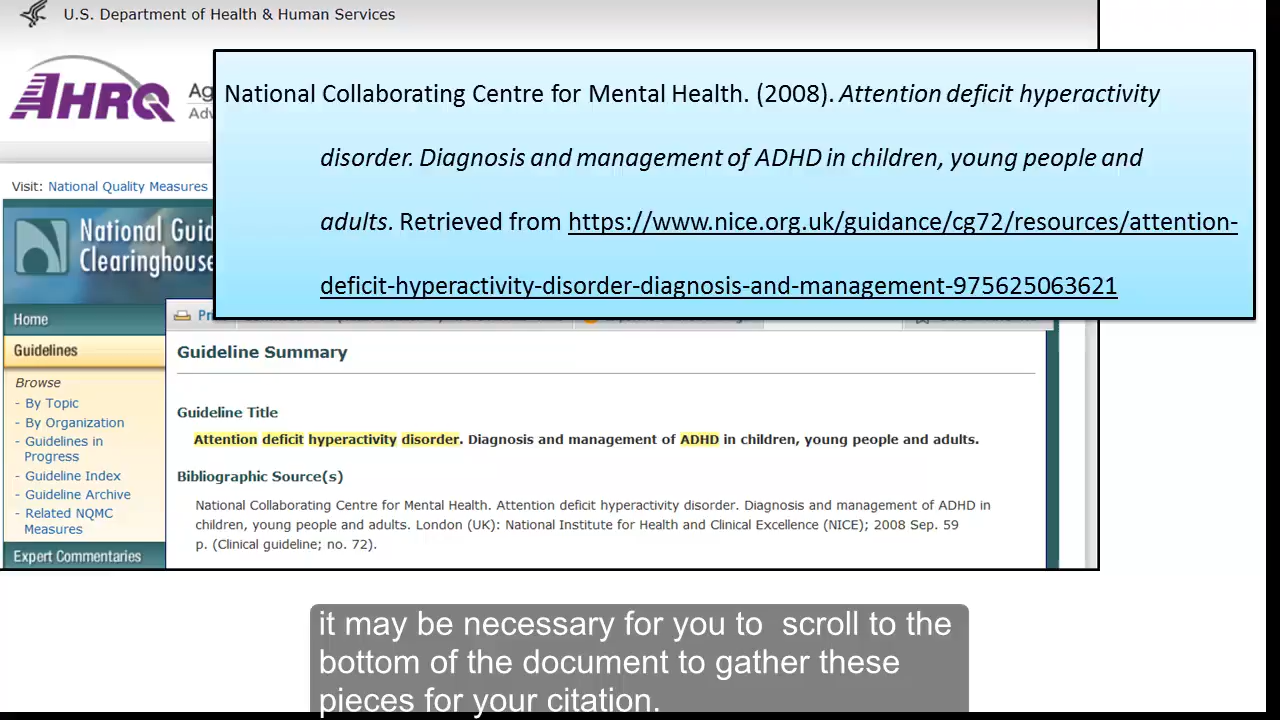 U.S. Department of Health & Human Services
AHRQ
National Collaborating Centre for Mental Health. (2008). Attention deficit hyperactivity
disorder. Diagnosis and management of ADHD in children, young people and
adults. Retrieved from https://www.nice.org.uk/guidance/cg72/resources/attention-
deficit-hyperactivity-disorder-diagnosis-and-management-975625063621
Visit: National Quality Measures
National
Clearinghouse
Home
Guidelines
Browse
- By Topic
- By Organization
- Guidelines in
Progress
- Guideline Index
- Guideline Archive
- Related NQMC
Measures
Expert Commentaries
Guideline Summary
Guideline Title
Attention deficit hyperactivity disorder. Diagnosis and management of ADHD in children, young people and adults.
Bibliographic Source(s)
National Collaborating Centre for Mental Health. Attention deficit hyperactivity disorder. Diagnosis and management of ADHD in
children, young people and adults. London (UK): National Institute for Health and Clinical Excellence (NICE); 2008 Sep. 59
p. (Clinical guideline; no. 72).
it may be necessary for you to scroll to the
bottom of the document to gather these
pieces for your citation.